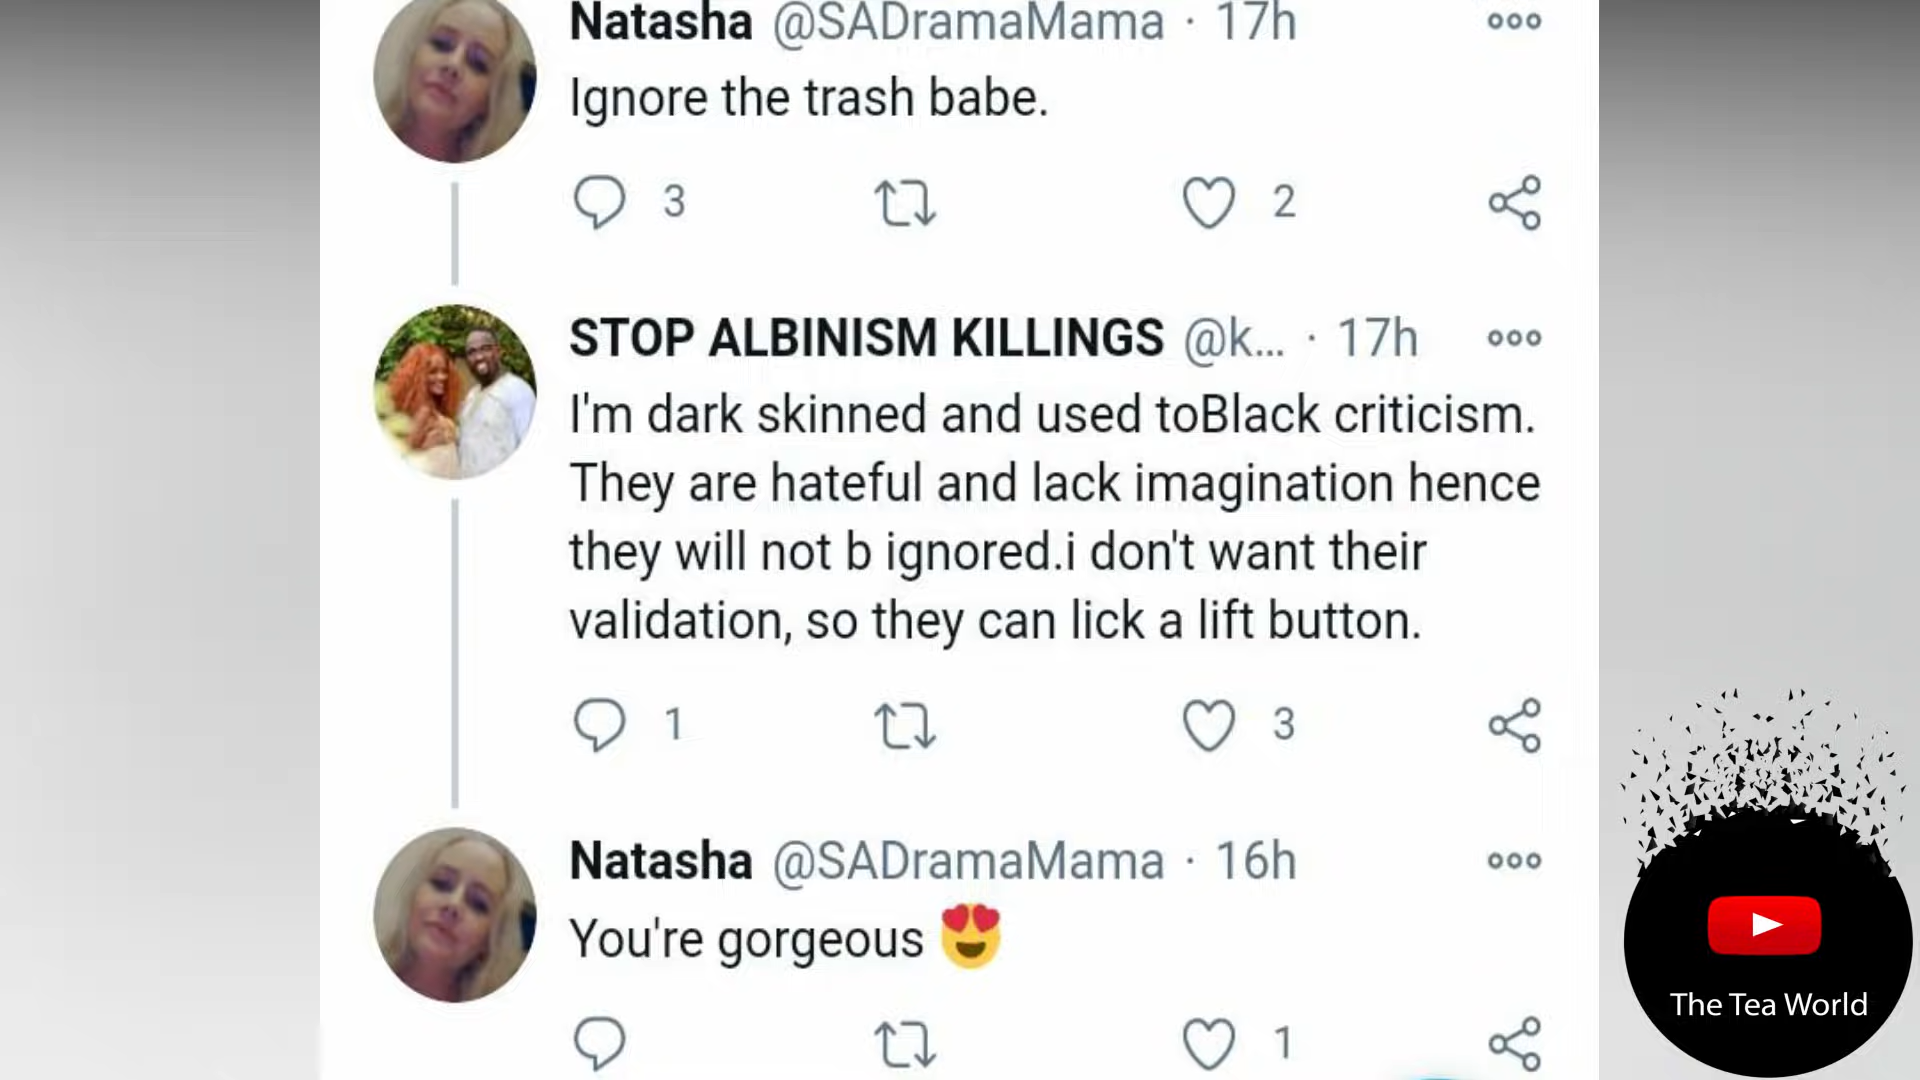 Natasha @SADramaMama · 17h
Ignore the trash babe.
3 2
STOP ALBINISM KILLINGS @k... · 17h
I'm dark skinned and used toBlack criticism.
They are hateful and lack imagination hence
they will not b ignored.i don't want their
validation, so they can lick a lift button.
1 3
Natasha @SADramaMama · 16h
You're gorgeous 😍
1
The Tea World